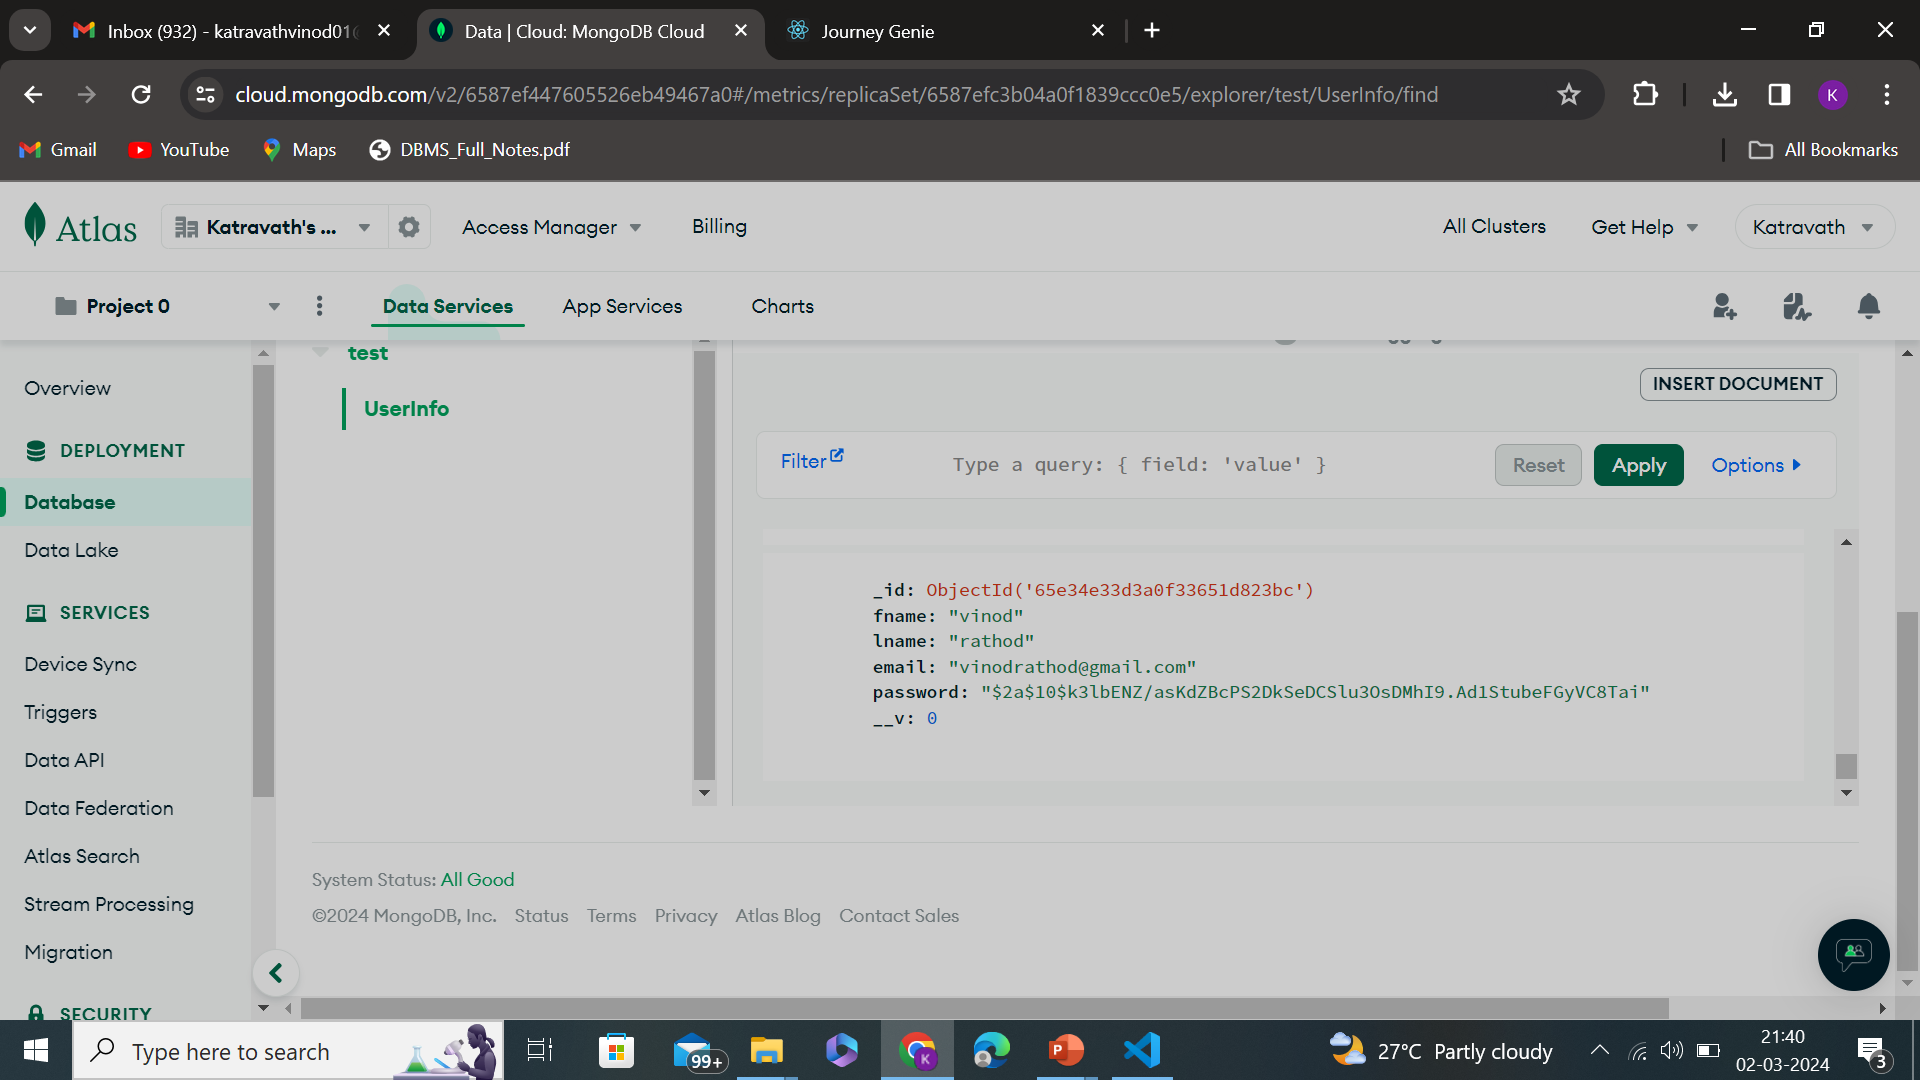 Inbox (932) - katravathvinod01@
Data | Cloud: MongoDB Cloud
Journey Genie
cloud.mongodb.com/v2/6587ef447605526eb49467a0#/metrics/replicaSet/6587efc3b04a0f1839ccc0e5/explorer/test/UserInfo/find
K
Gmail
YouTube
Maps
DBMS_Full_Notes.pdf
All Bookmarks
Atlas
Katravath's ...
Access Manager
Billing
All Clusters
Get Help
Katravath
Project 0
Data Services
App Services
Charts
Overview
DEPLOYMENT
Database
Data Lake
SERVICES
Device Sync
Triggers
Data API
Data Federation
Atlas Search
Stream Processing
Migration
SECURITY
test
UserInfo
INSERT DOCUMENT
Filter
Type a query: { field: 'value' }
Reset
Apply
Options
_id: ObjectId('65e34e33d3a0f33651d823bc')
fname: "vinod"
lname: "rathod"
email: "vinodrathod@gmail.com"
password: "$2a$10$k3lbENZ/asKdZBcPS2DkSeDCSlu3OsDMhI9.Ad1StubeFGyVC8Tai"
__v: 0
System Status: All Good
©2024 MongoDB, Inc. Status Terms Privacy Atlas Blog Contact Sales
Type here to search
99+
K
P
27°C Partly cloudy
21:40
02-03-2024
3